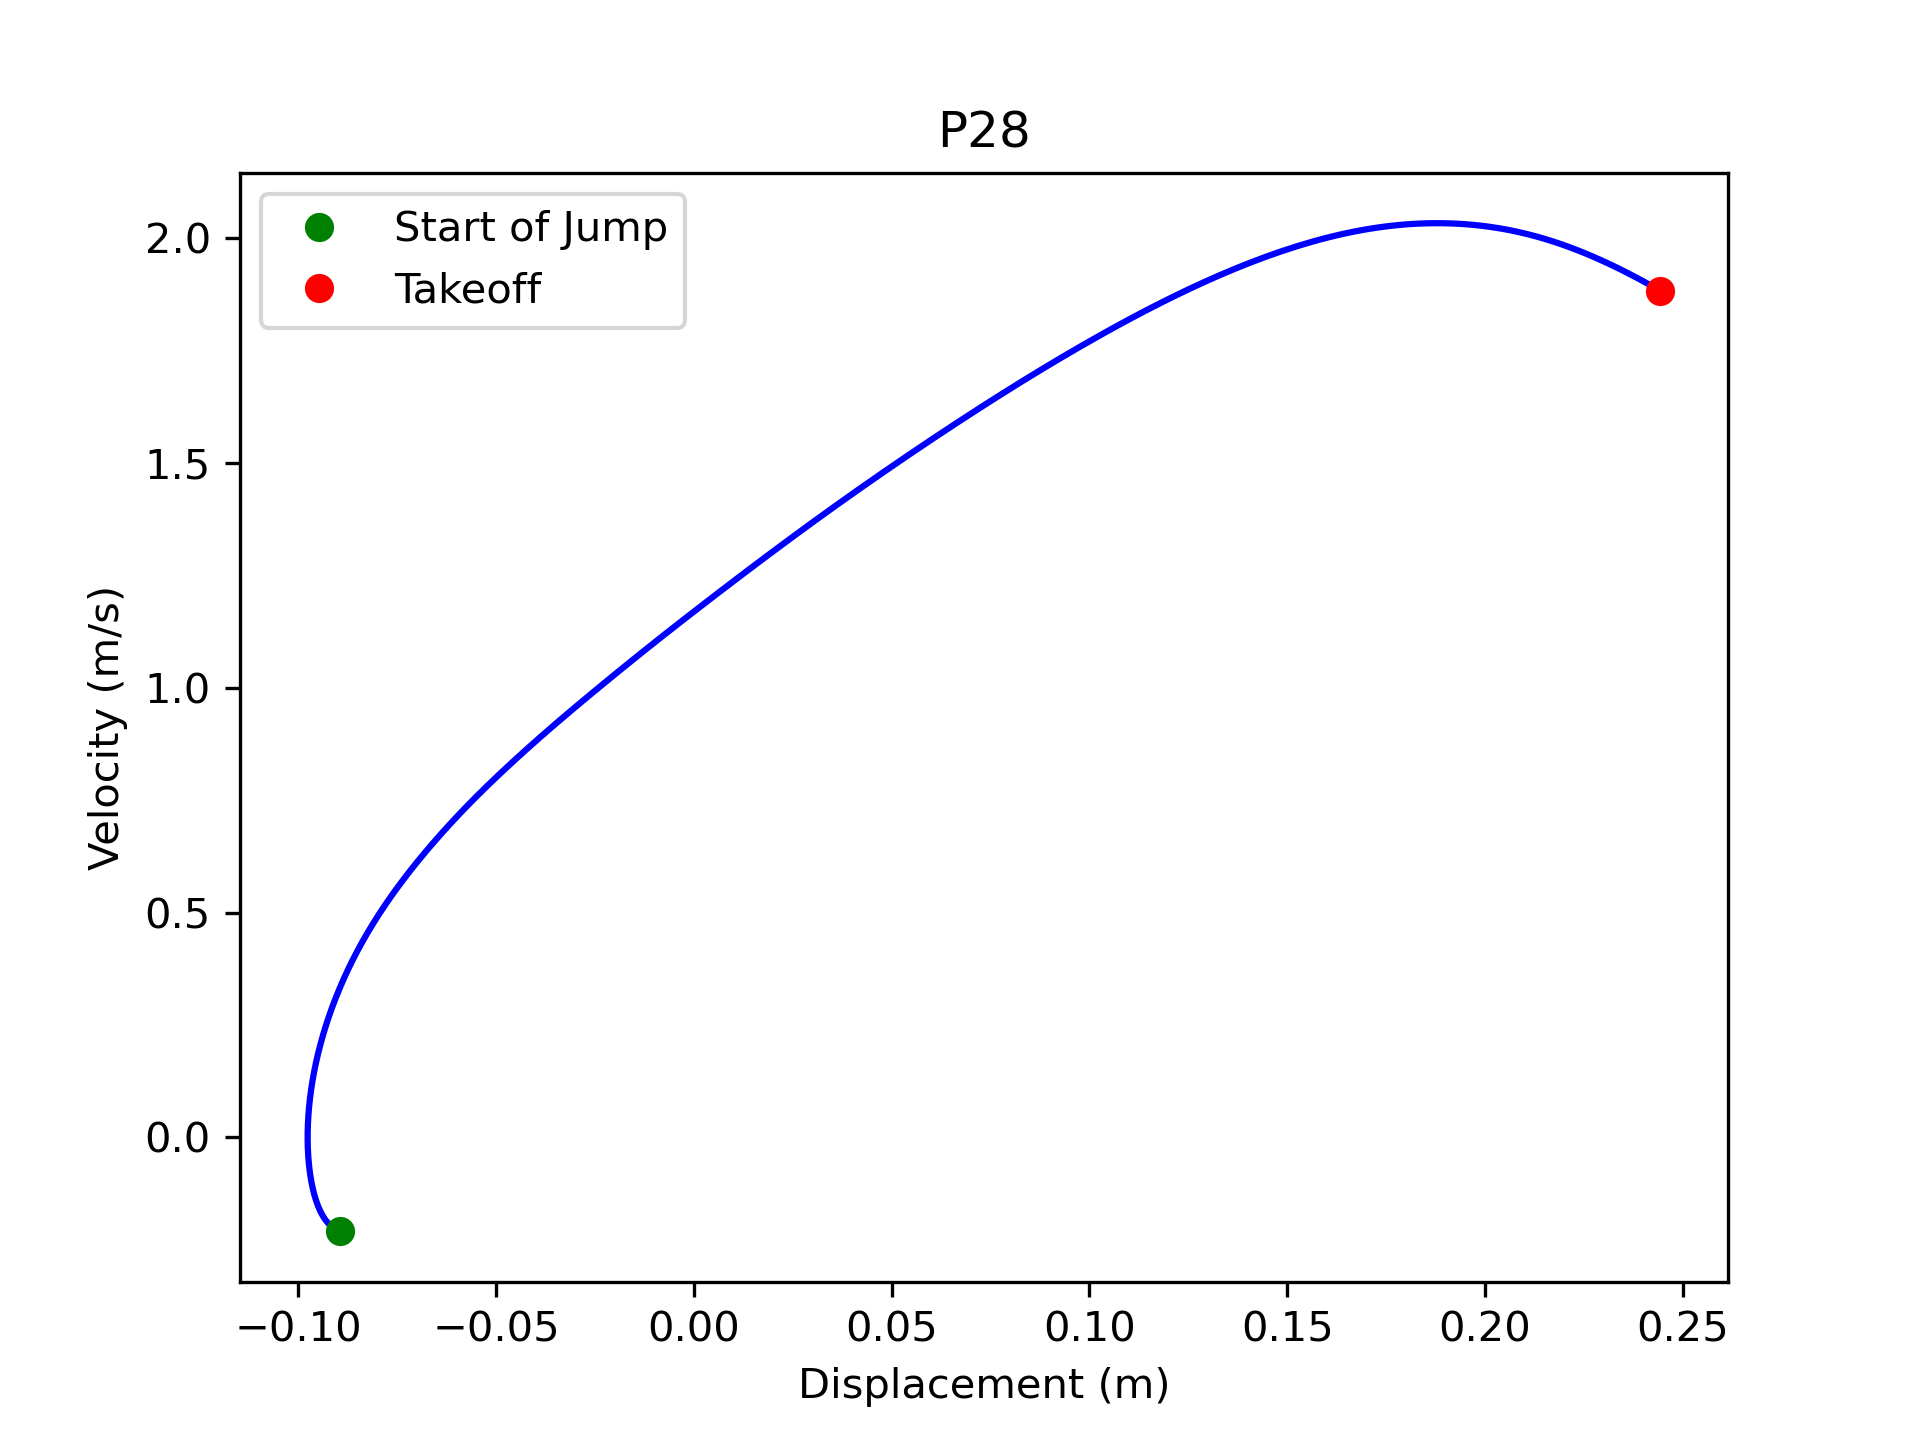 P28
Start of Jump
Takeoff
2.0
1.5
1.0
0.5
0.0
Velocity (m/s)
−0.10 −0.05 0.00 0.05 0.10 0.15 0.20 0.25
Displacement (m)